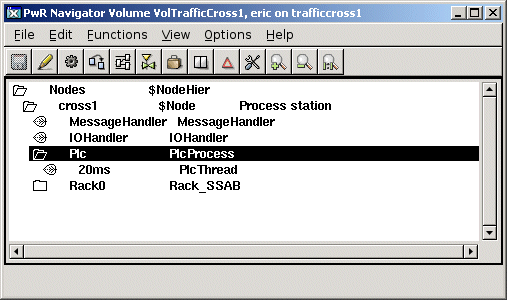 PwR Navigator Volume VolTrafficCross1, eric on trafficcross1
File Edit Functions View Options Help
Nodes $NodeHier
cross1 $Node Process station
MessageHandler MessageHandler
IOHandler IOHandler
Plc PlcProcess
20ms PlcThread
Rack0 Rack_SSAB